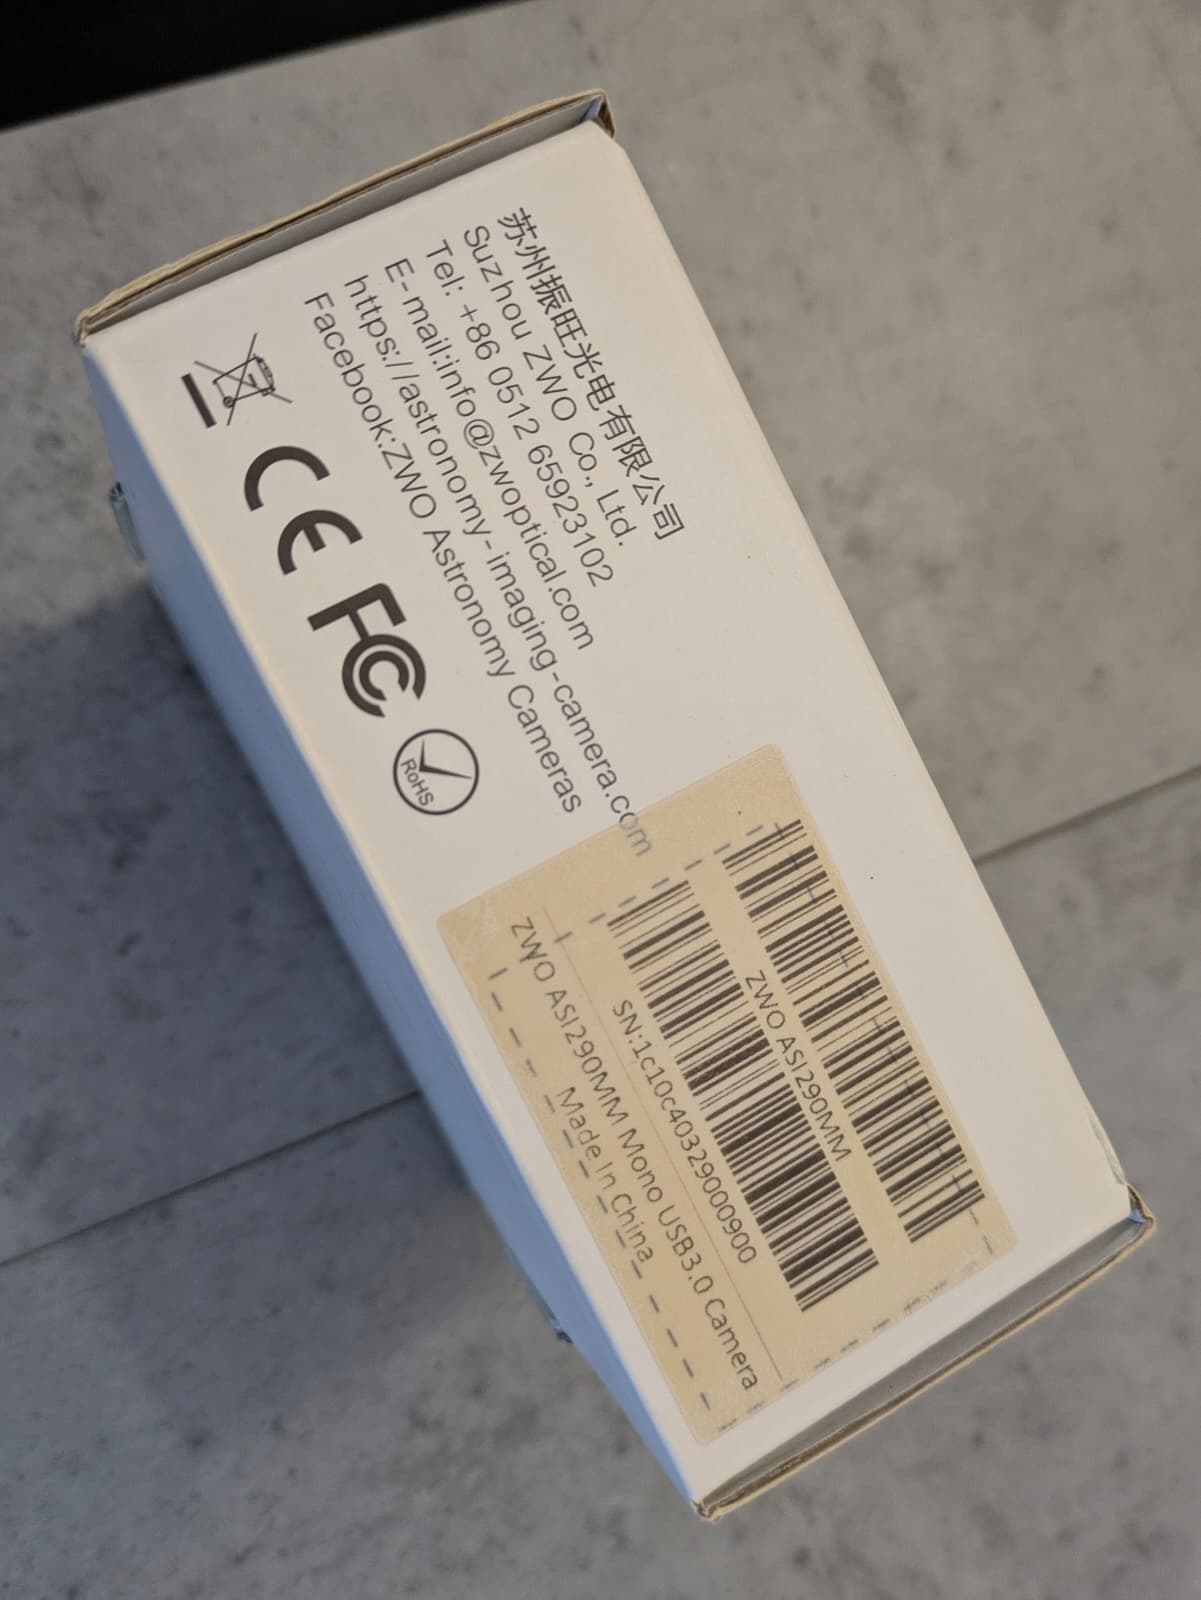 苏州振旺光电有限公司
Suzhou ZWO Co., Ltd.
Tel: +86 0512 65923102
E-mail:info@zwoptical.com
https://astronomy-imaging-camera.com
Facebook:ZWO Astronomy Cameras
CE FC RoHS
ZWO ASI290MM
SN:1c10c40329000900
ZWO ASI290MM Mono USB3.0 Camera
Made In China